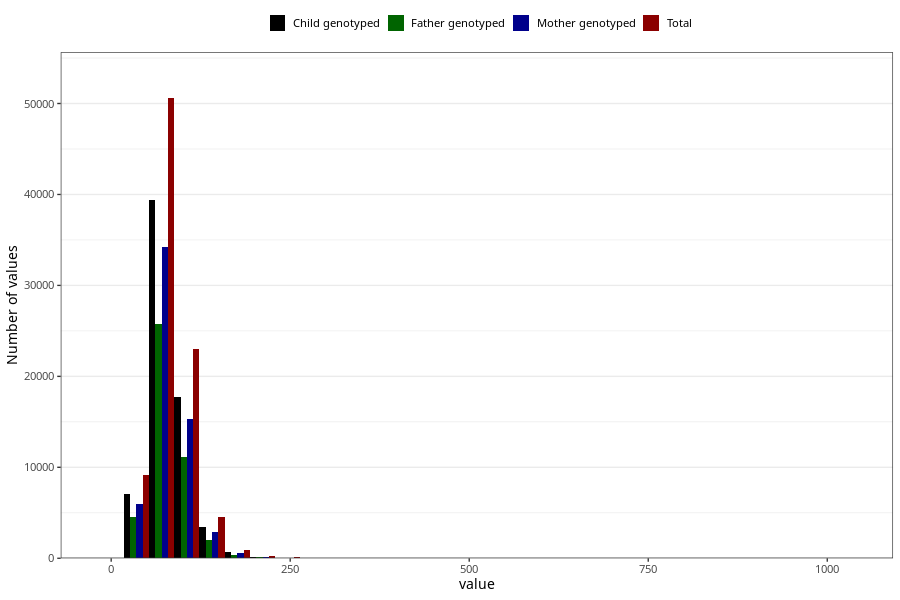 Child genotyped Father genotyped Mother genotyped Total
Number of values
50000
40000
30000
20000
10000
0
0 250 500 750 1000
value